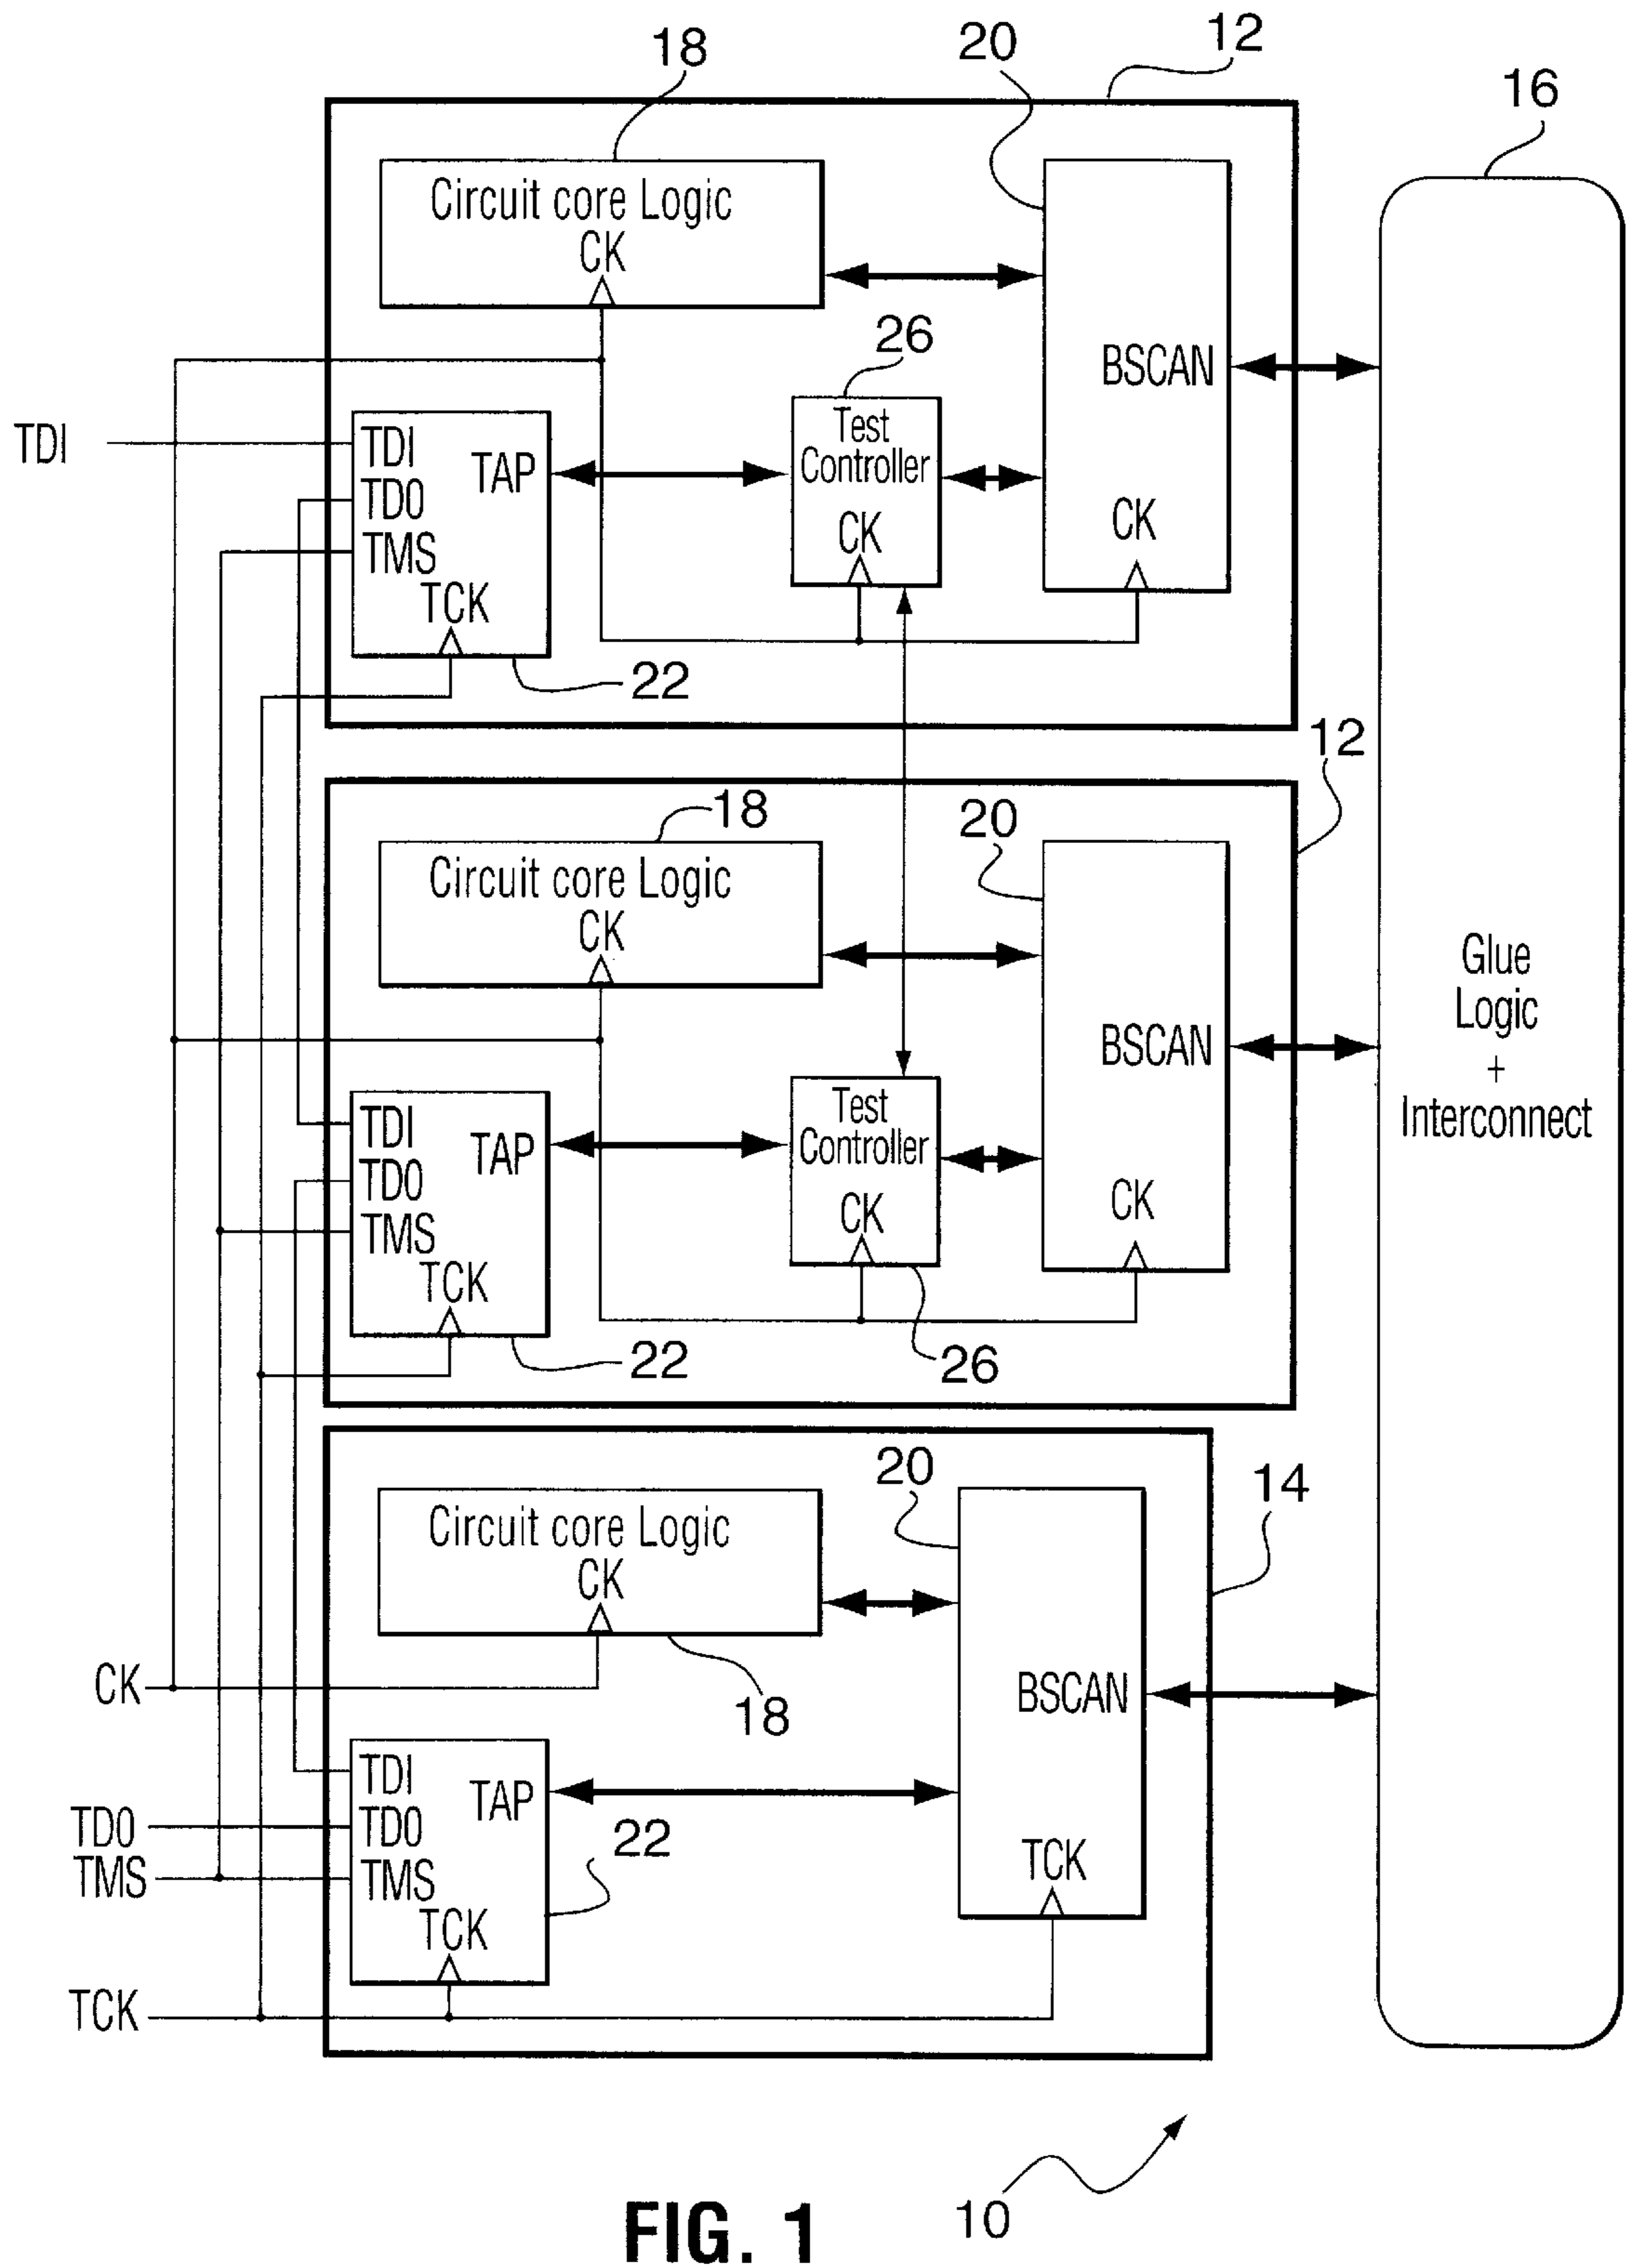 18
20
12
16
Circuit core Logic
CK
26
BSCAN
TDI
TDI
TAP
TD0
TMS
TCK
Test
Controller
CK
CK
22
12
18
20
Circuit core Logic
CK
Glue
Logic
+
Interconnect
BSCAN
TDI
TAP
TD0
TMS
TCK
Test
Controller
CK
CK
22
26
20
14
Circuit core Logic
CK
CK
18
BSCAN
TDI
TAP
TD0
TD0
22
TMS
TMS
TCK
TCK
TCK
10
FIG. 1